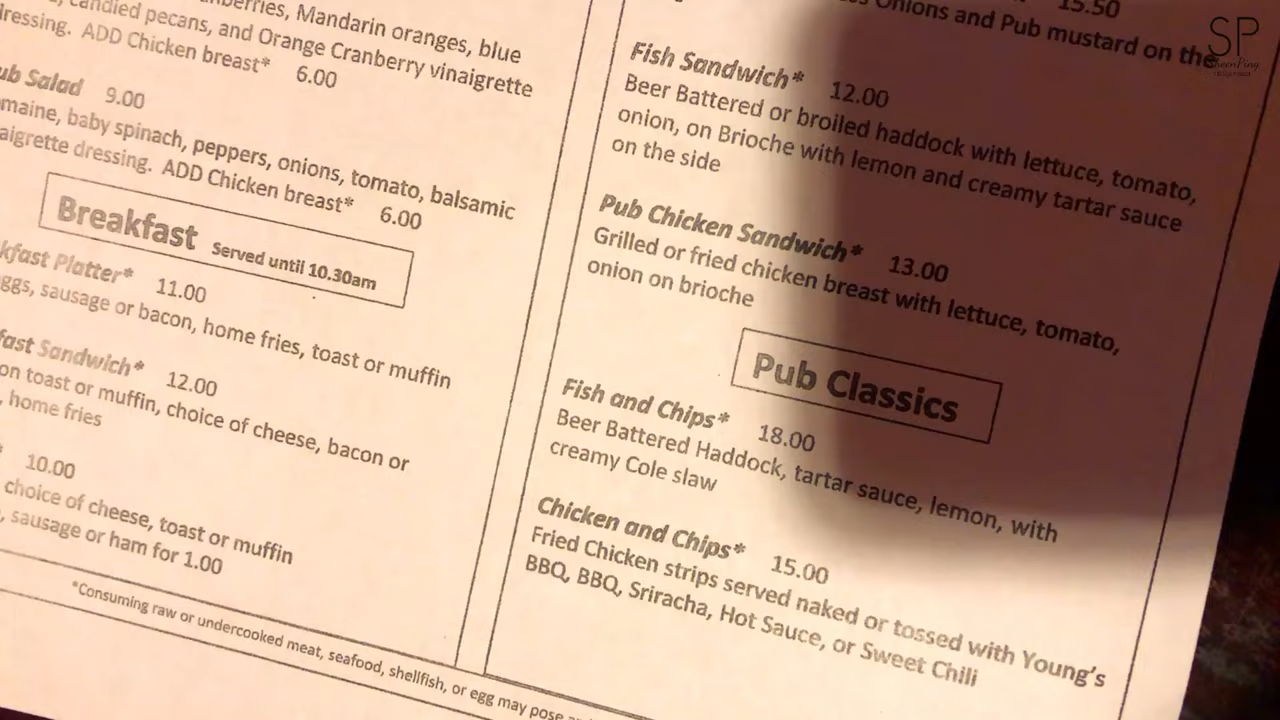 candied pecans, and Orange Cranberry vinaigrette
Mandarin oranges, blue
dressing. ADD Chicken breast* 6.00
Salad 9.00
baby spinach, peppers, onions, tomato, balsamic
dressing. ADD Chicken breast* 6.00
Breakfast Served until 10.30am
Platter* 11.00
sausage or bacon, home fries, toast or muffin
Sandwich* 12.00
on toast or muffin, choice of cheese, bacon or
home fries
10.00
choice of cheese, toast or muffin
, sausage or ham for 1.00
*Consuming raw or undercooked meat, seafood, shellfish, or egg may pose
15.50
Onions and Pub mustard on the
Fish Sandwich* 12.00
Beer Battered or broiled haddock with lettuce, tomato,
onion, on Brioche with lemon and creamy tartar sauce
on the side
Pub Chicken Sandwich* 13.00
Grilled or fried chicken breast with lettuce, tomato,
onion on brioche
Pub Classics
Fish and Chips* 18.00
Beer Battered Haddock, tartar sauce, lemon, with
creamy Cole slaw
Chicken and Chips* 15.00
Fried Chicken strips served naked or tossed with Young's
BBQ, BBQ, Sriracha, Hot Sauce, or Sweet Chili
SP